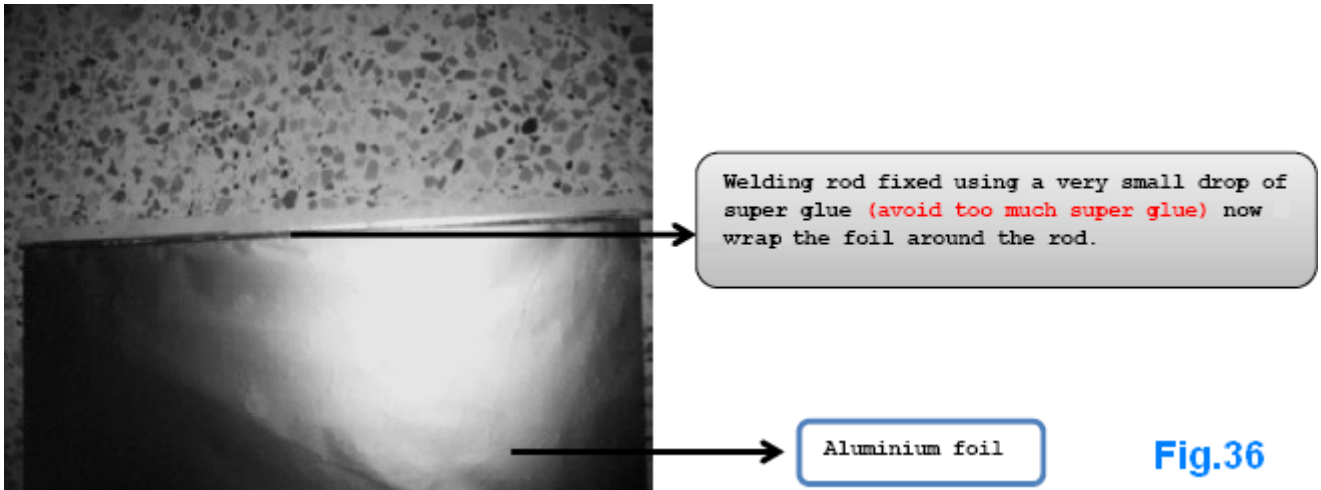 Welding rod fixed using a very small drop of
super glue (avoid too much super glue) now
wrap the foil around the rod.
Aluminium foil
Fig.36